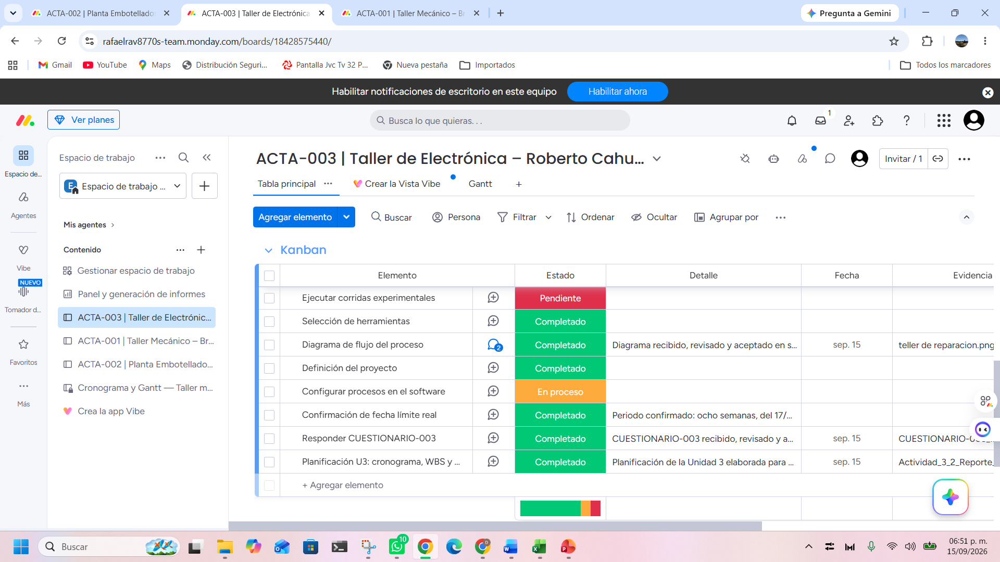 ACTA-002 | Planta Embotellado
ACTA-003 | Taller de Electrónica
ACTA-001 | Taller Mecánico – Br
Pregunta a Gemini
rafaelrav8770s-team.monday.com/boards/18428575440/
Gmail
YouTube
Maps
Distribución Seguri...
Pantalla Jvc Tv 32 P...
Nueva pestaña
Importados
Todos los marcadores
Habilitar notificaciones de escritorio en este equipo
Habilitar ahora
Ver planes
Busca lo que quieras. . .
1
Espacio de...
Agentes
Vibe
NUEVO
Tomador d...
Favoritos
Más
Espacio de trabajo
E
Espacio de trabajo ...
Mis agentes
Contenido
Gestionar espacio de trabajo
Panel y generación de informes
ACTA-003 | Taller de Electrónic...
ACTA-001 | Taller Mecánico – Br...
ACTA-002 | Planta Embotellado...
Cronograma y Gantt — Taller m...
Crea la app Vibe
ACTA-003 | Taller de Electrónica – Roberto Cahu...
Invitar / 1
Tabla principal
Crear la Vista Vibe
Gantt
Agregar elemento
Buscar
Persona
Filtrar
Ordenar
Ocultar
Agrupar por
Kanban
Elemento Estado Detalle Fecha Evidencia
Ejecutar corridas experimentales Pendiente
Selección de herramientas Completado
Diagrama de flujo del proceso 2 Completado Diagrama recibido, revisado y aceptado en s... sep. 15 teller de reparacion.png
Definición del proyecto Completado
Configurar procesos en el software En proceso
Confirmación de fecha límite real Completado Periodo confirmado: ocho semanas, del 17/...
Responder CUESTIONARIO-003 Completado CUESTIONARIO-003 recibido, revisado y a... sep. 15 CUESTIONARIO-
Planificación U3: cronograma, WBS y ... Completado Planificación de la Unidad 3 elaborada para ... sep. 15 Actividad_3_2_Reporte_
+ Agregar elemento
Buscar
10
06:51 p. m.
15/09/2026